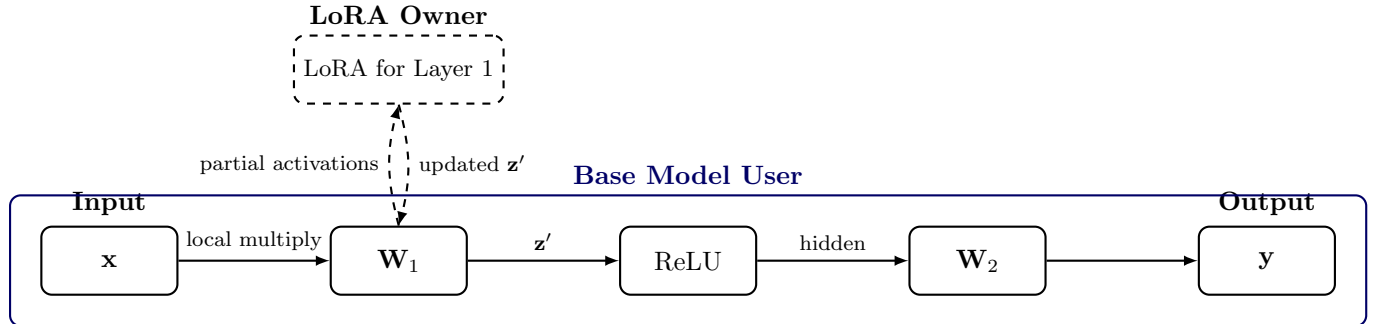 LoRA Owner
LoRA for Layer 1
partial activations
updated z′
Base Model User
Input
Output
x
local multiply
W₁
z′
ReLU
hidden
W₂
y